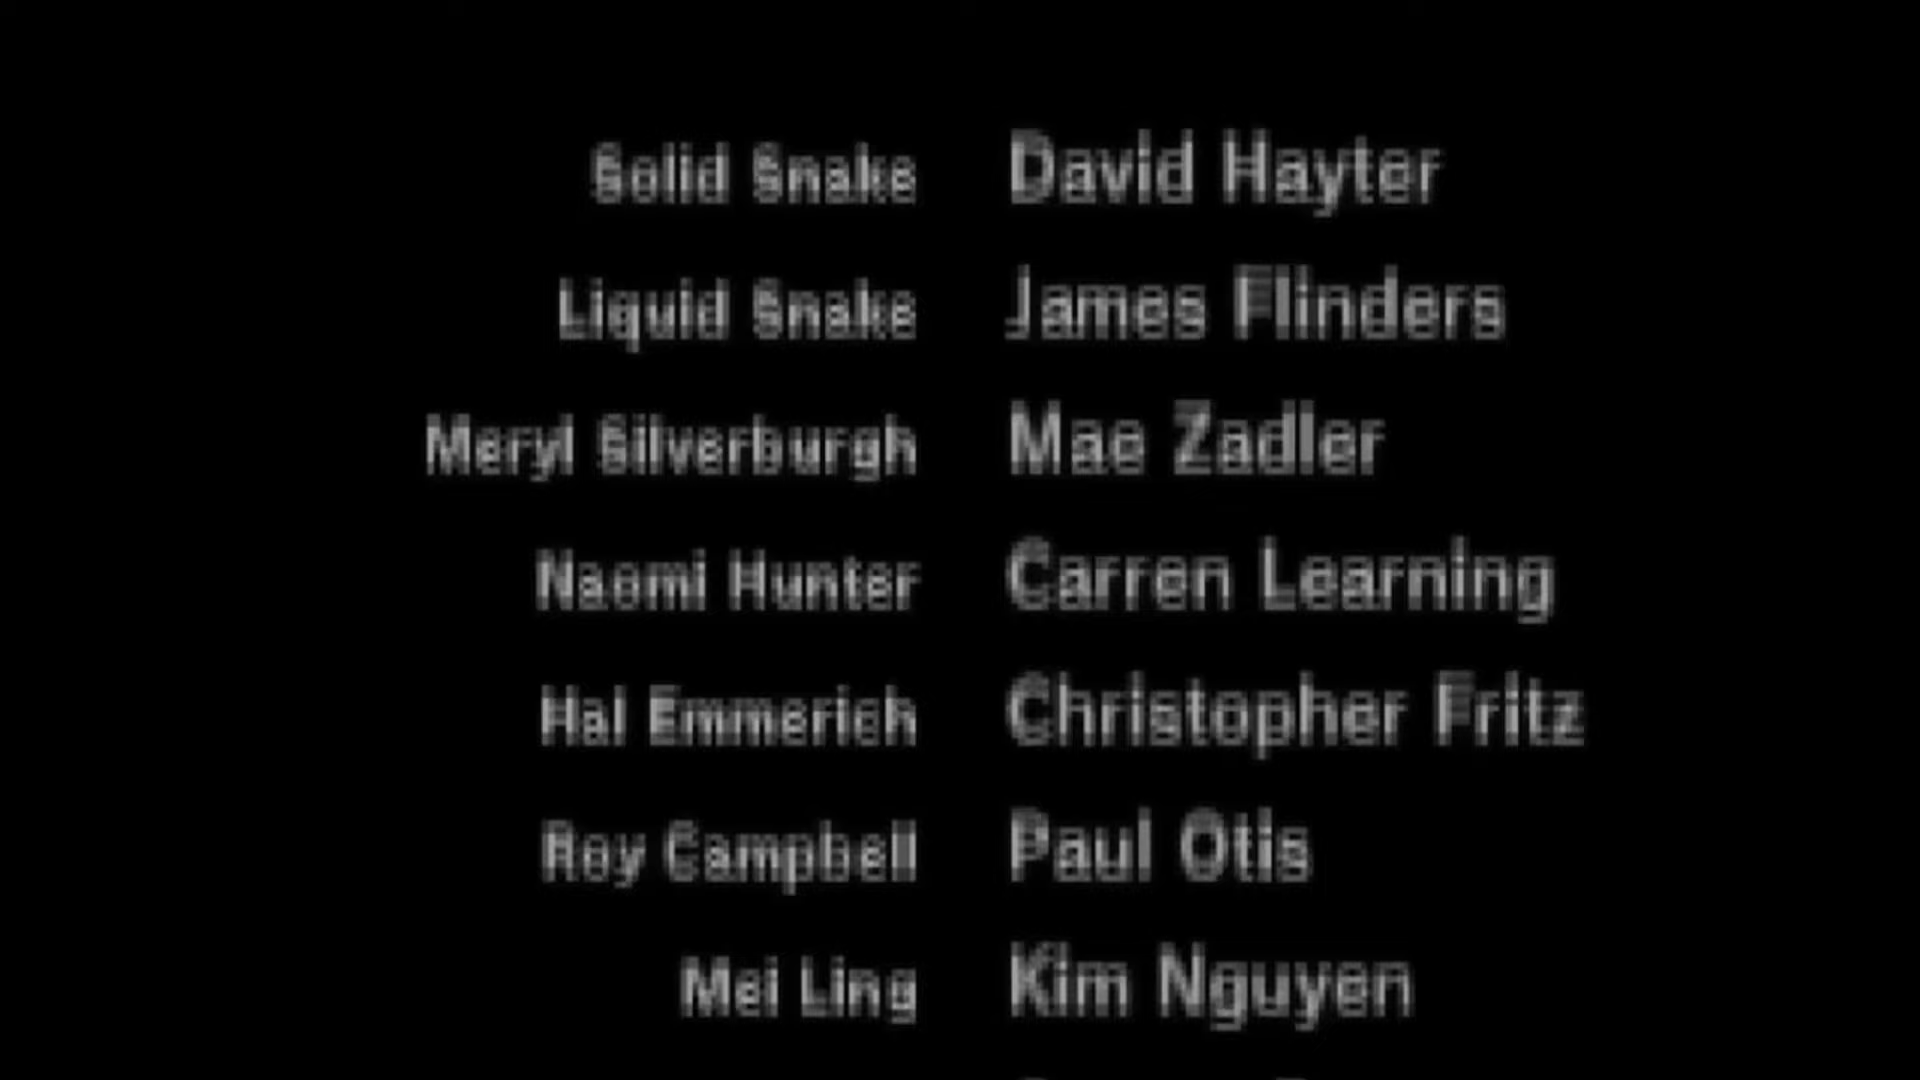 Solid Snake David Hayter
Liquid Snake James Flinders
Meryl Silverburgh Mae Zadler
Naomi Hunter Carren Learning
Hal Emmerich Christopher Fritz
Roy Campbell Paul Otis
Mei Ling Kim Nguyen